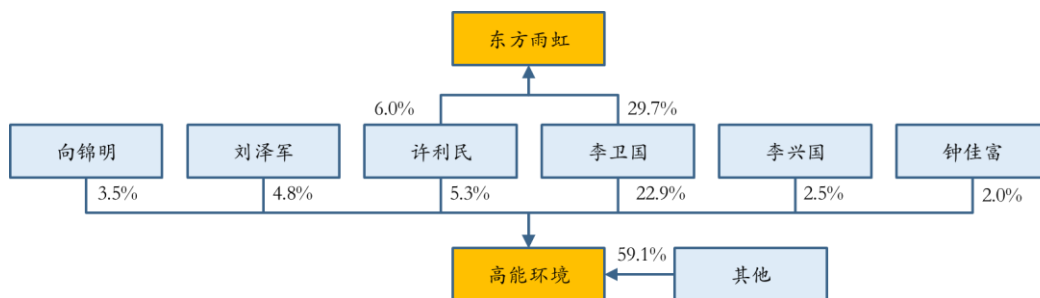 东方雨虹
6.0%
29.7%
向锦明
刘泽军
许利民
李卫国
李兴国
钟佳富
3.5%
4.8%
5.3%
22.9%
2.5%
2.0%
59.1%
高能环境
其他